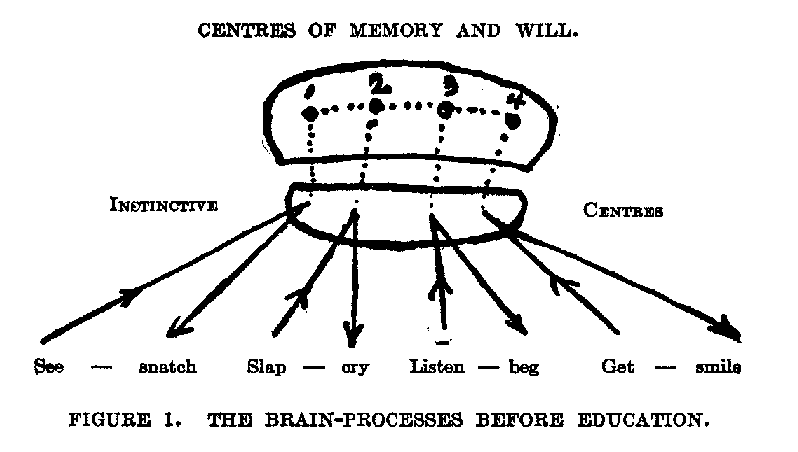 CENTRES OF MEMORY AND WILL.
1 2 3 4
INSTINCTIVE CENTRES
See — snatch Slap — cry Listen — beg Get — smile
FIGURE 1. THE BRAIN-PROCESSES BEFORE EDUCATION.